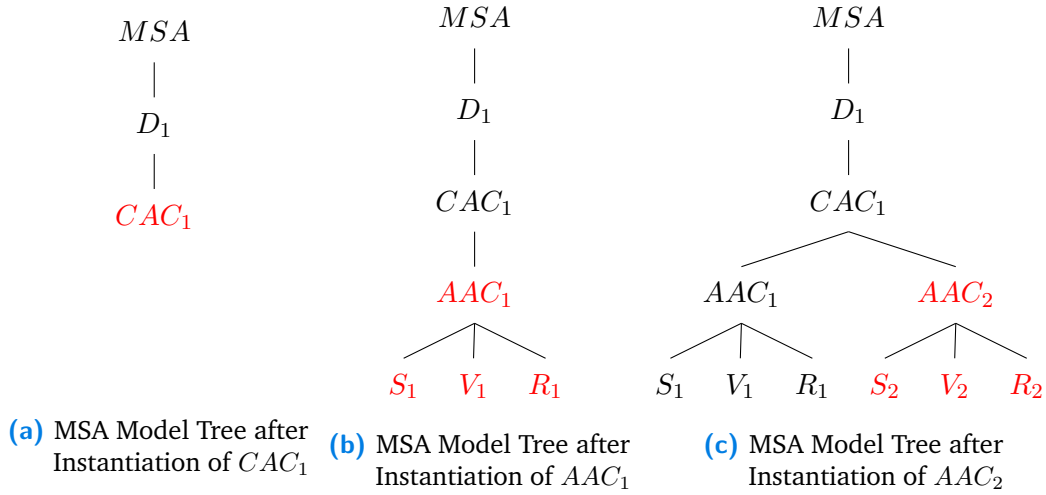 MSA
D₁
CAC₁
(a) MSA Model Tree after
Instantiation of CAC₁
MSA
D₁
CAC₁
AAC₁
S₁ V₁ R₁
(b) MSA Model Tree after
Instantiation of AAC₁
MSA
D₁
CAC₁
AAC₁ AAC₂
S₁ V₁ R₁ S₂ V₂ R₂
(c) MSA Model Tree after
Instantiation of AAC₂